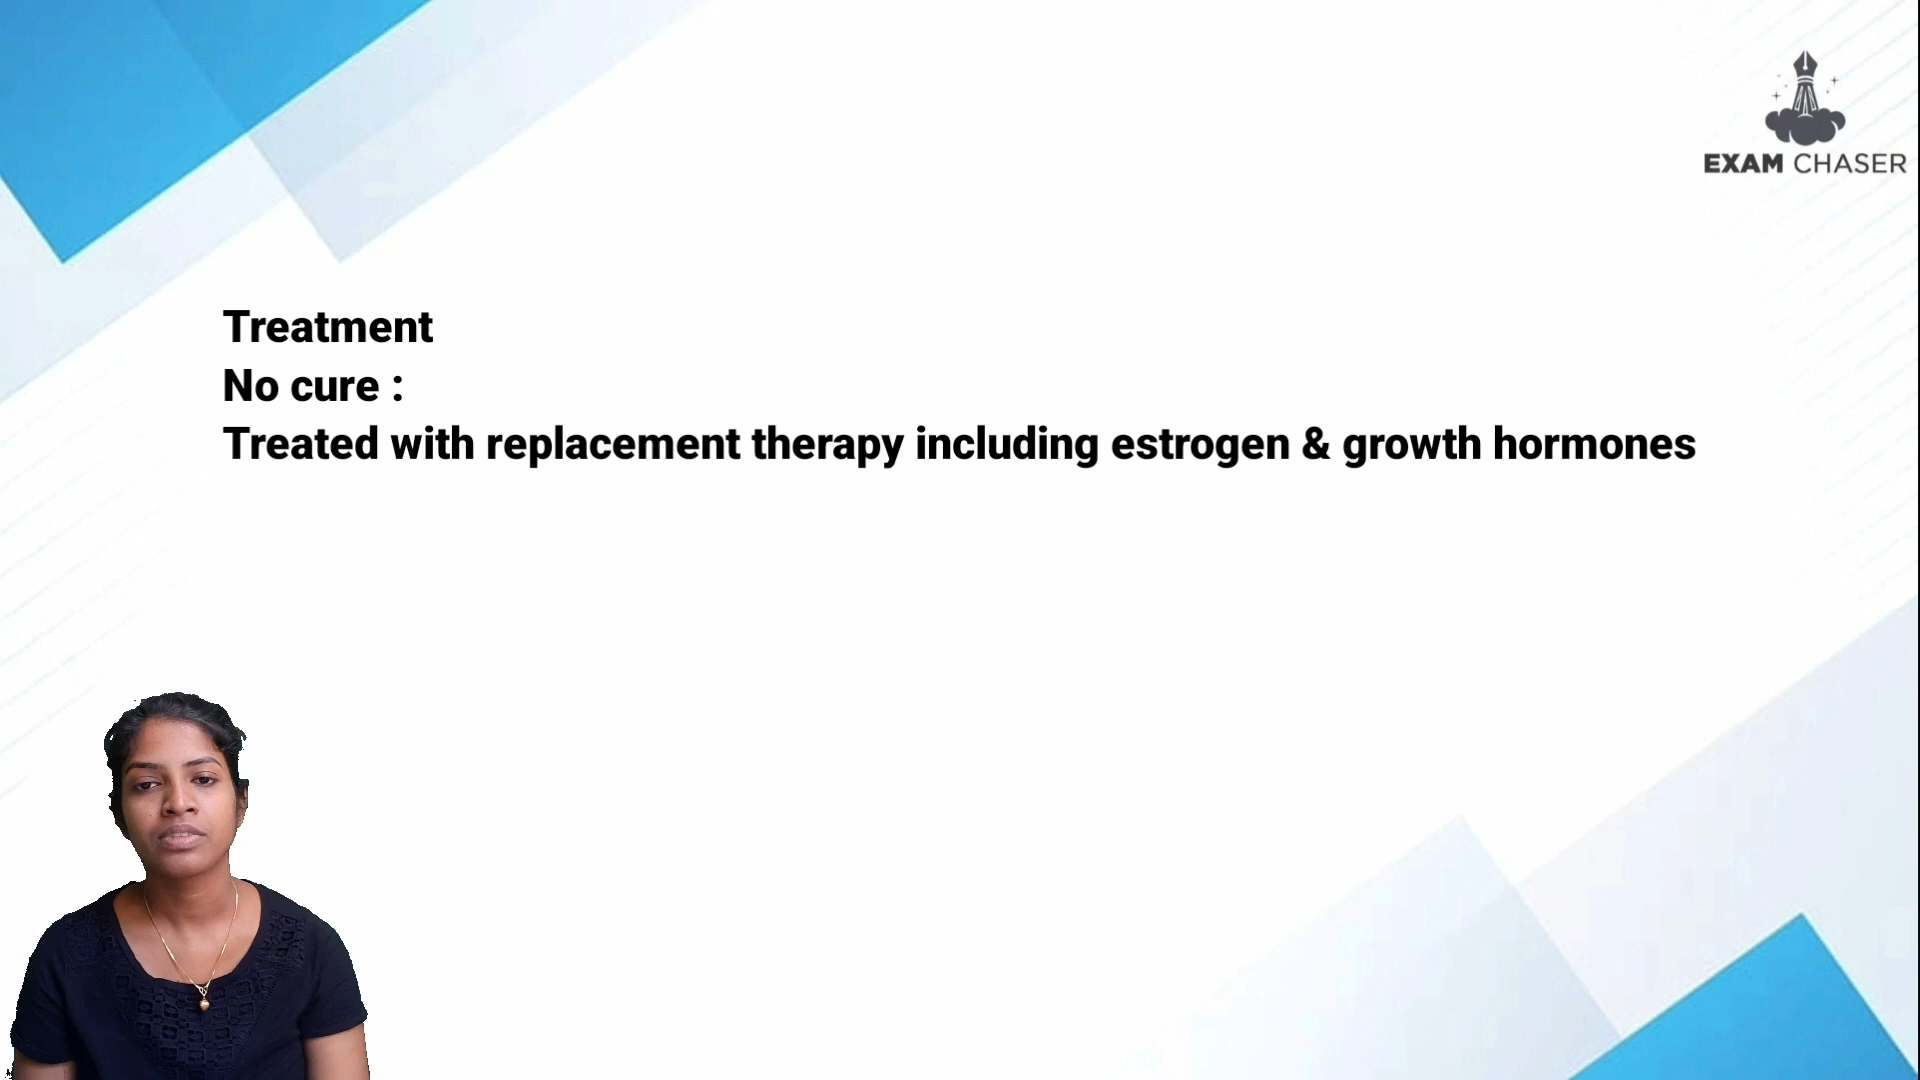 EXAM CHASER
Treatment
No cure :
Treated with replacement therapy including estrogen & growth hormones